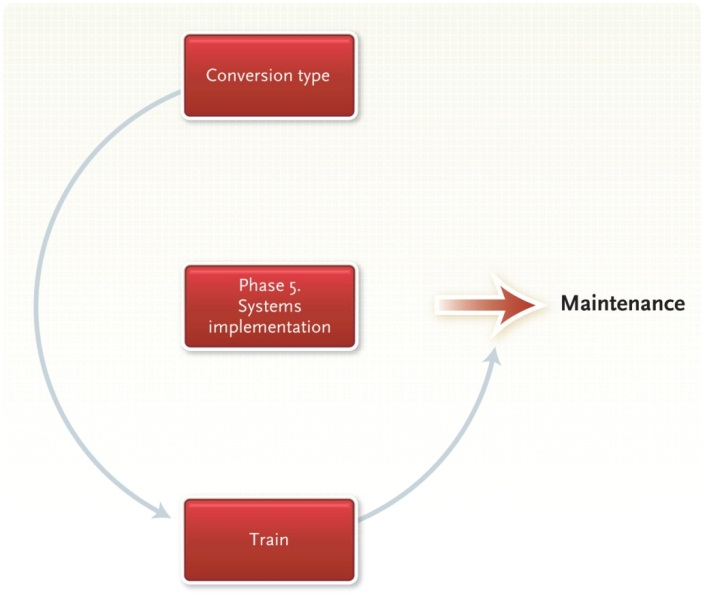 Conversion type
Phase 5.
Systems
implementation
Maintenance
Train